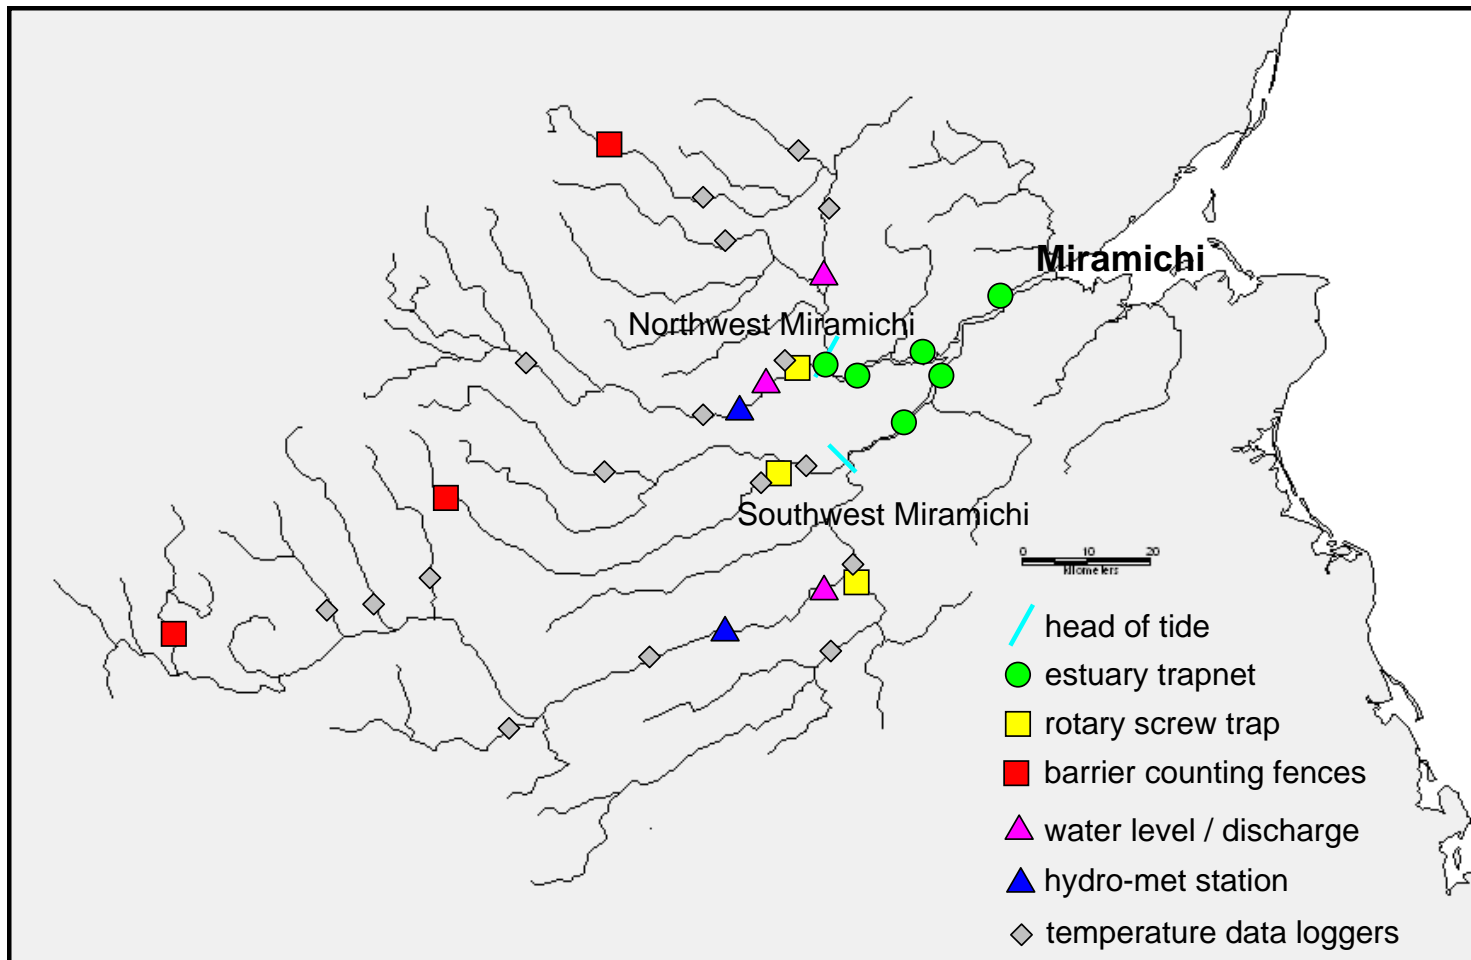 Miramichi
Northwest Miramichi
Southwest Miramichi
0 10 20
kilometers
head of tide
estuary trapnet
rotary screw trap
barrier counting fences
water level / discharge
hydro-met station
temperature data loggers